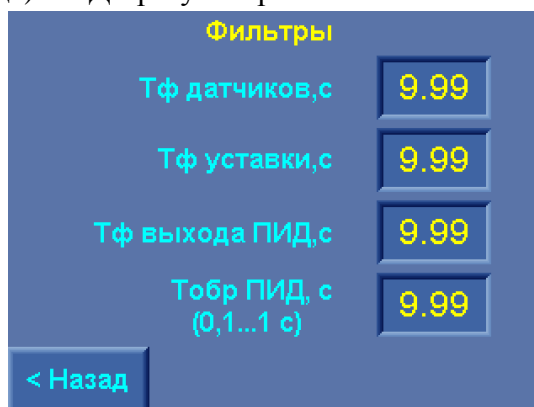 Фильтры
Тф датчиков,с 9.99
Тф уставки,с 9.99
Тф выхода ПИД,с 9.99
Тобр ПИД, с 9.99
(0,1...1 с)
< Назад